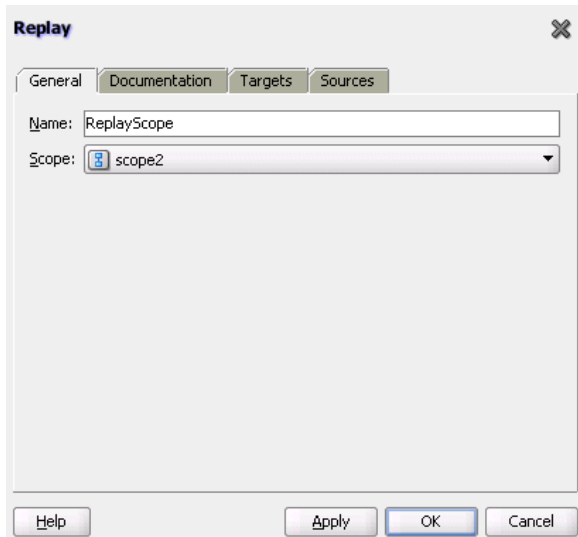 Replay
General Documentation Targets Sources
Name: ReplayScope
Scope: scope2
Help Apply OK Cancel